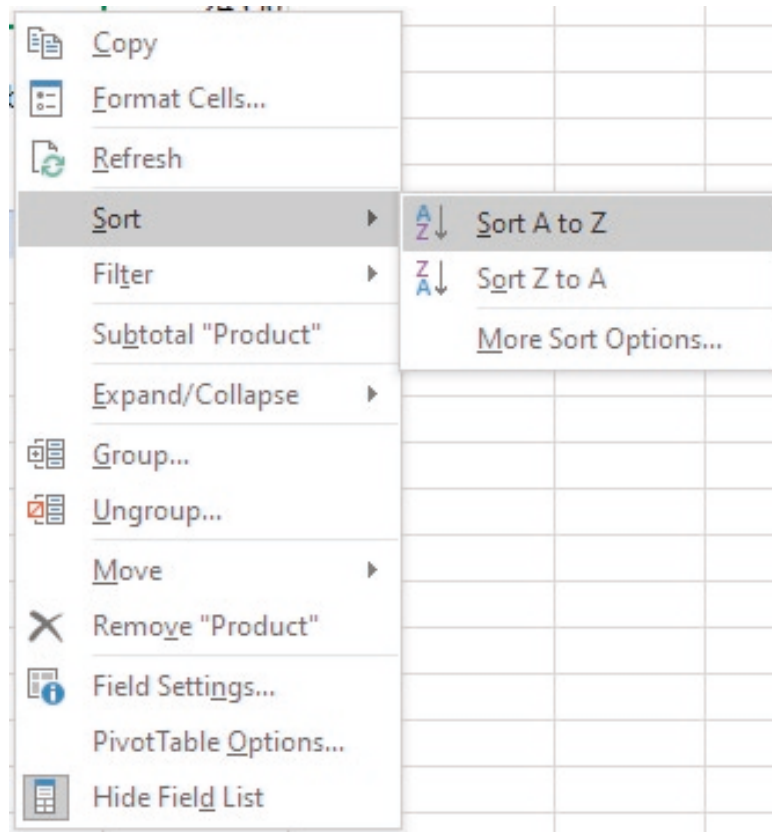 Copy
Format Cells...
Refresh
Sort
Sort A to Z
Sort Z to A
More Sort Options...
Filter
Subtotal "Product"
Expand/Collapse
Group...
Ungroup...
Move
Remove "Product"
Field Settings...
PivotTable Options...
Hide Field List